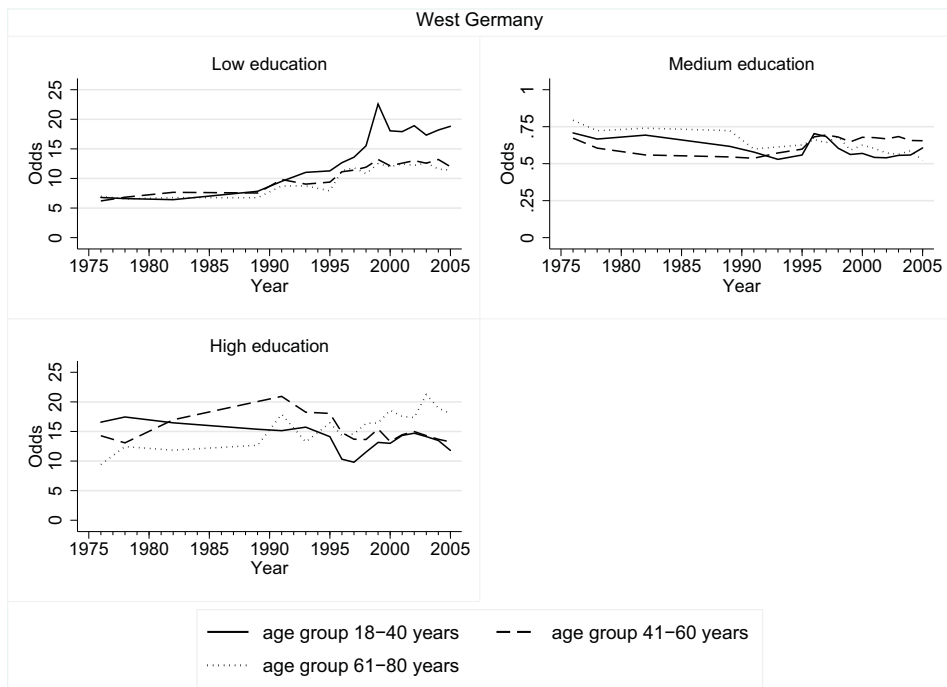 West Germany
Low education
Odds
0 5 10 15 20 25
1975 1980 1985 1990 1995 2000 2005
Year
Medium education
Odds
0 .25 .5 .75 1
1975 1980 1985 1990 1995 2000 2005
Year
High education
Odds
0 5 10 15 20 25
1975 1980 1985 1990 1995 2000 2005
Year
age group 18−40 years
age group 41−60 years
age group 61−80 years